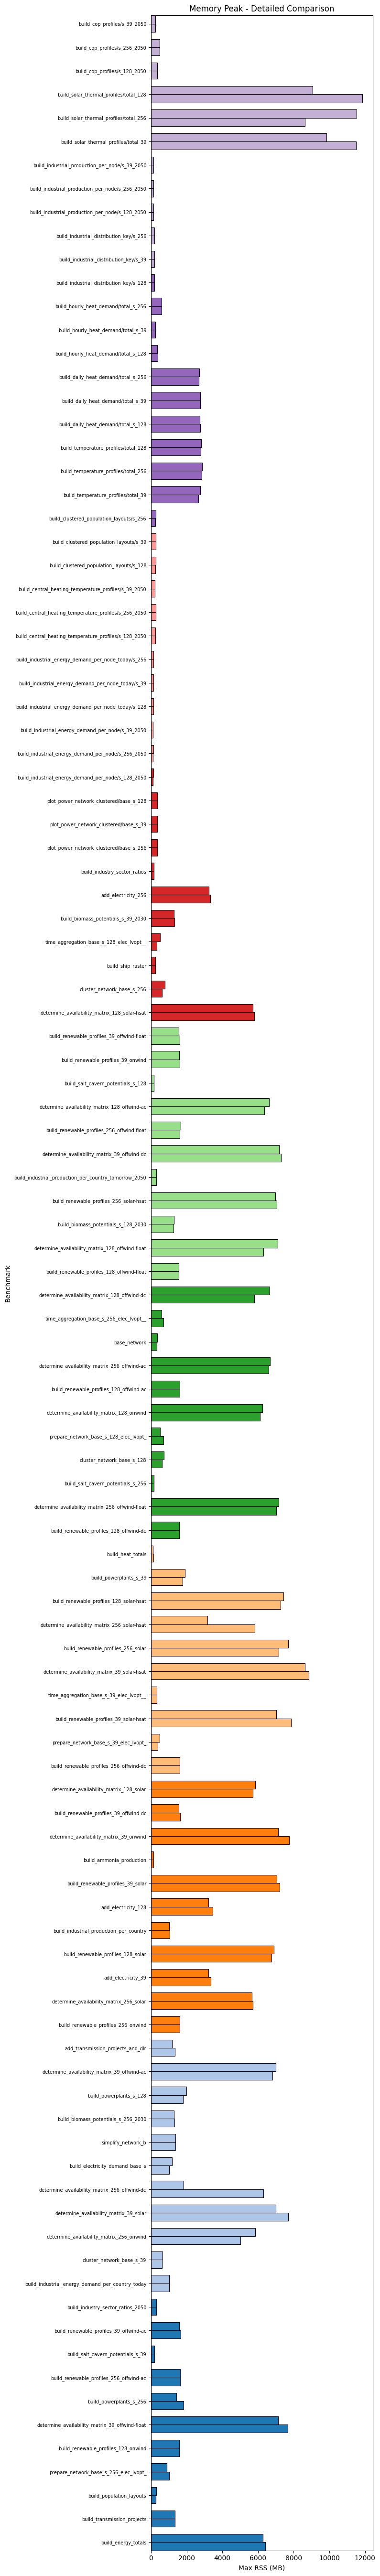 Memory Peak - Detailed Comparison
build_cop_profiles/s_39_2050
build_cop_profiles/s_256_2050
build_cop_profiles/s_128_2050
build_solar_thermal_profiles/total_128
build_solar_thermal_profiles/total_256
build_solar_thermal_profiles/total_39
build_industrial_production_per_node/s_39_2050
build_industrial_production_per_node/s_256_2050
build_industrial_production_per_node/s_128_2050
build_industrial_distribution_key/s_256
build_industrial_distribution_key/s_39
build_industrial_distribution_key/s_128
build_hourly_heat_demand/total_s_256
build_hourly_heat_demand/total_s_39
build_hourly_heat_demand/total_s_128
build_daily_heat_demand/total_s_256
build_daily_heat_demand/total_s_39
build_daily_heat_demand/total_s_128
build_temperature_profiles/total_128
build_temperature_profiles/total_256
build_temperature_profiles/total_39
build_clustered_population_layouts/s_256
build_clustered_population_layouts/s_39
build_clustered_population_layouts/s_128
build_central_heating_temperature_profiles/s_39_2050
build_central_heating_temperature_profiles/s_256_2050
build_central_heating_temperature_profiles/s_128_2050
build_industrial_energy_demand_per_node_today/s_256
build_industrial_energy_demand_per_node_today/s_39
build_industrial_energy_demand_per_node_today/s_128
build_industrial_energy_demand_per_node/s_39_2050
build_industrial_energy_demand_per_node/s_256_2050
build_industrial_energy_demand_per_node/s_128_2050
plot_power_network_clustered/base_s_128
plot_power_network_clustered/base_s_39
plot_power_network_clustered/base_s_256
build_industry_sector_ratios
add_electricity_256
build_biomass_potentials_s_39_2030
time_aggregation_base_s_128_elec_lvopt__
build_ship_raster
cluster_network_base_s_256
determine_availability_matrix_128_solar-hsat
build_renewable_profiles_39_offwind-float
build_renewable_profiles_39_onwind
build_salt_cavern_potentials_s_128
determine_availability_matrix_128_offwind-ac
build_renewable_profiles_256_offwind-float
determine_availability_matrix_39_offwind-dc
build_industrial_production_per_country_tomorrow_2050
build_renewable_profiles_256_solar-hsat
build_biomass_potentials_s_128_2030
determine_availability_matrix_128_offwind-float
build_renewable_profiles_128_offwind-float
determine_availability_matrix_128_offwind-dc
time_aggregation_base_s_256_elec_lvopt__
base_network
determine_availability_matrix_256_offwind-ac
build_renewable_profiles_128_offwind-ac
determine_availability_matrix_128_onwind
prepare_network_base_s_128_elec_lvopt_
cluster_network_base_s_128
build_salt_cavern_potentials_s_256
determine_availability_matrix_256_offwind-float
build_renewable_profiles_128_offwind-dc
build_heat_totals
build_powerplants_s_39
build_renewable_profiles_128_solar-hsat
determine_availability_matrix_256_solar-hsat
build_renewable_profiles_256_solar
determine_availability_matrix_39_solar-hsat
time_aggregation_base_s_39_elec_lvopt__
build_renewable_profiles_39_solar-hsat
prepare_network_base_s_39_elec_lvopt_
build_renewable_profiles_256_offwind-dc
determine_availability_matrix_128_solar
build_renewable_profiles_39_offwind-dc
determine_availability_matrix_39_onwind
build_ammonia_production
build_renewable_profiles_39_solar
add_electricity_128
build_industrial_production_per_country
build_renewable_profiles_128_solar
add_electricity_39
determine_availability_matrix_256_solar
build_renewable_profiles_256_onwind
add_transmission_projects_and_dlr
determine_availability_matrix_39_offwind-ac
build_powerplants_s_128
build_biomass_potentials_s_256_2030
simplify_network_b
build_electricity_demand_base_s
determine_availability_matrix_256_offwind-dc
determine_availability_matrix_39_solar
determine_availability_matrix_256_onwind
cluster_network_base_s_39
build_industrial_energy_demand_per_country_today
build_industry_sector_ratios_2050
build_renewable_profiles_39_offwind-ac
build_salt_cavern_potentials_s_39
build_renewable_profiles_256_offwind-ac
build_powerplants_s_256
determine_availability_matrix_39_offwind-float
build_renewable_profiles_128_onwind
prepare_network_base_s_256_elec_lvopt_
build_population_layouts
build_transmission_projects
build_energy_totals
Benchmark
0 2000 4000 6000 8000 10000 12000
Max RSS (MB)